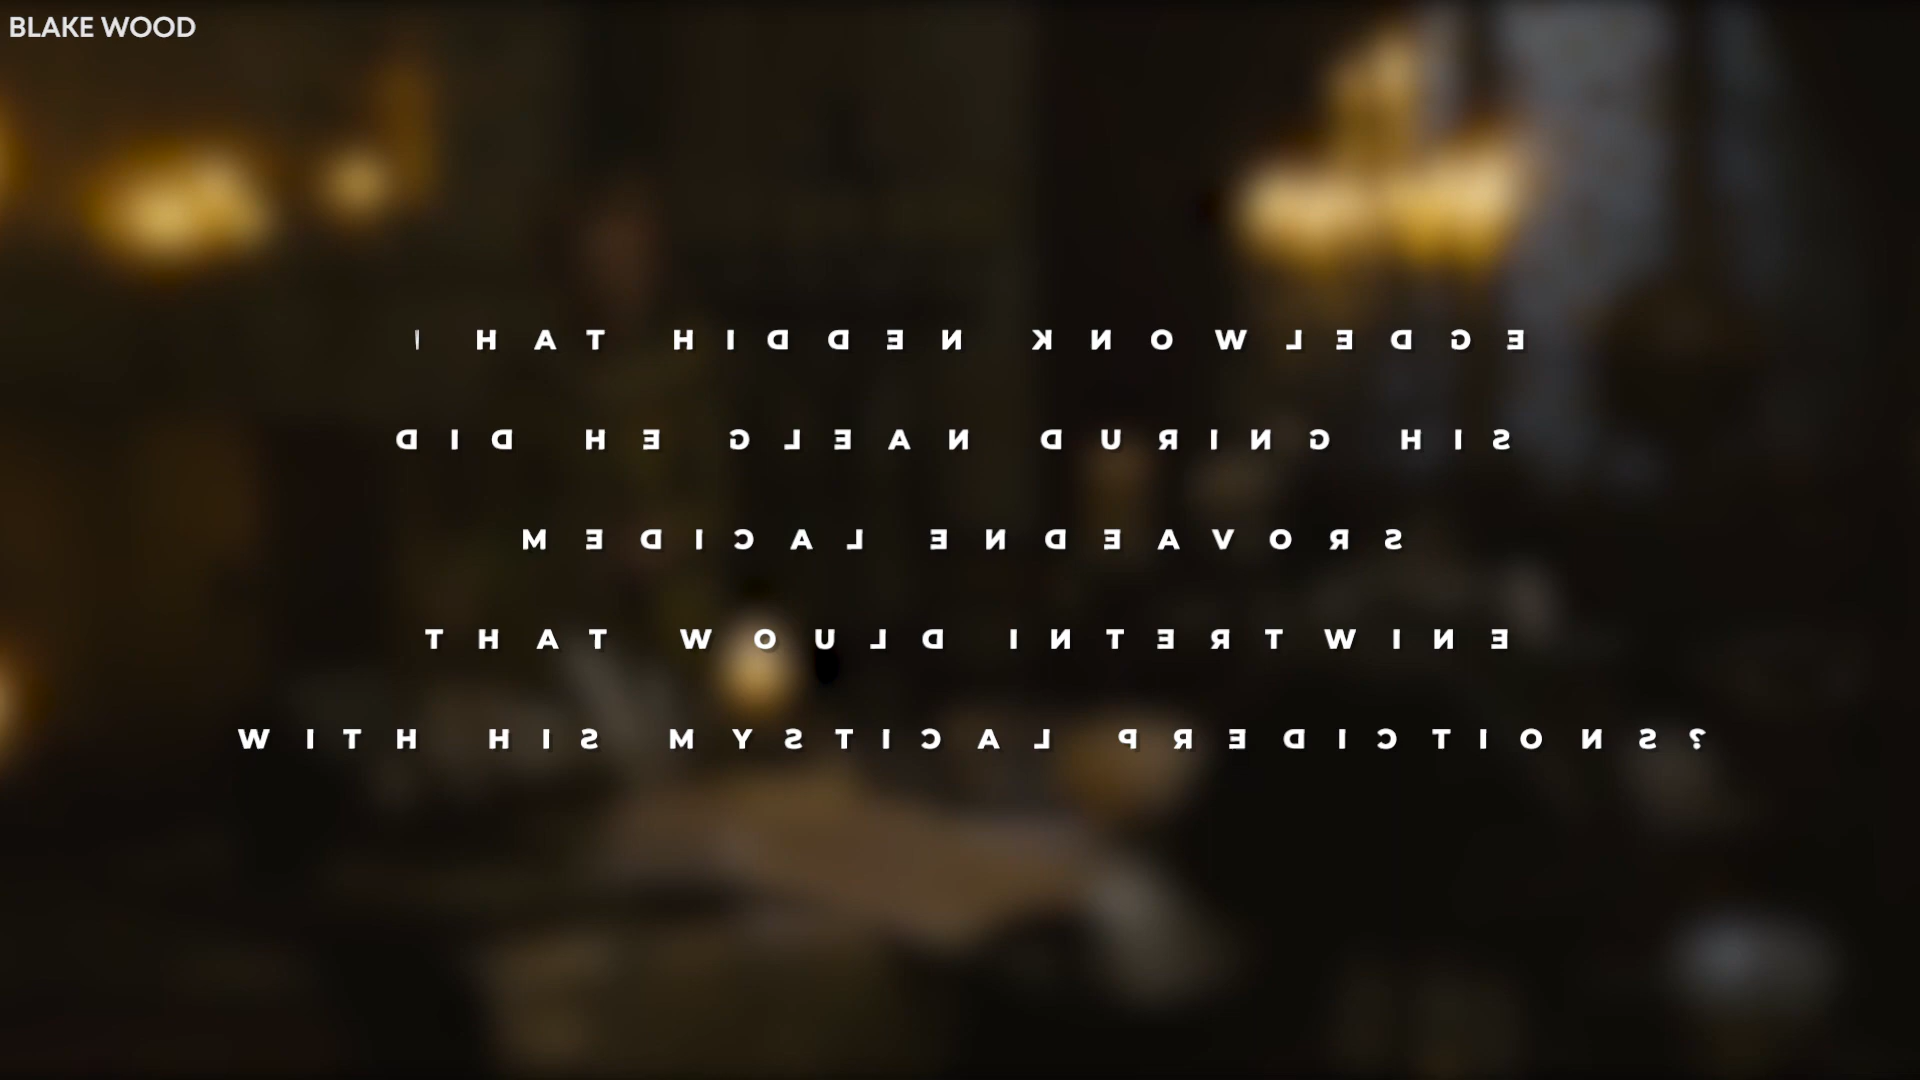 BLAKE WOOD
HAT HIDDEN KNOWLEDGE
DID HE GLEAN DURING HIS
MEDICAL ENDEAVORS
THAT WOULD INTERTWINE
WITH HIS MYSTICAL PREDICTIONS?